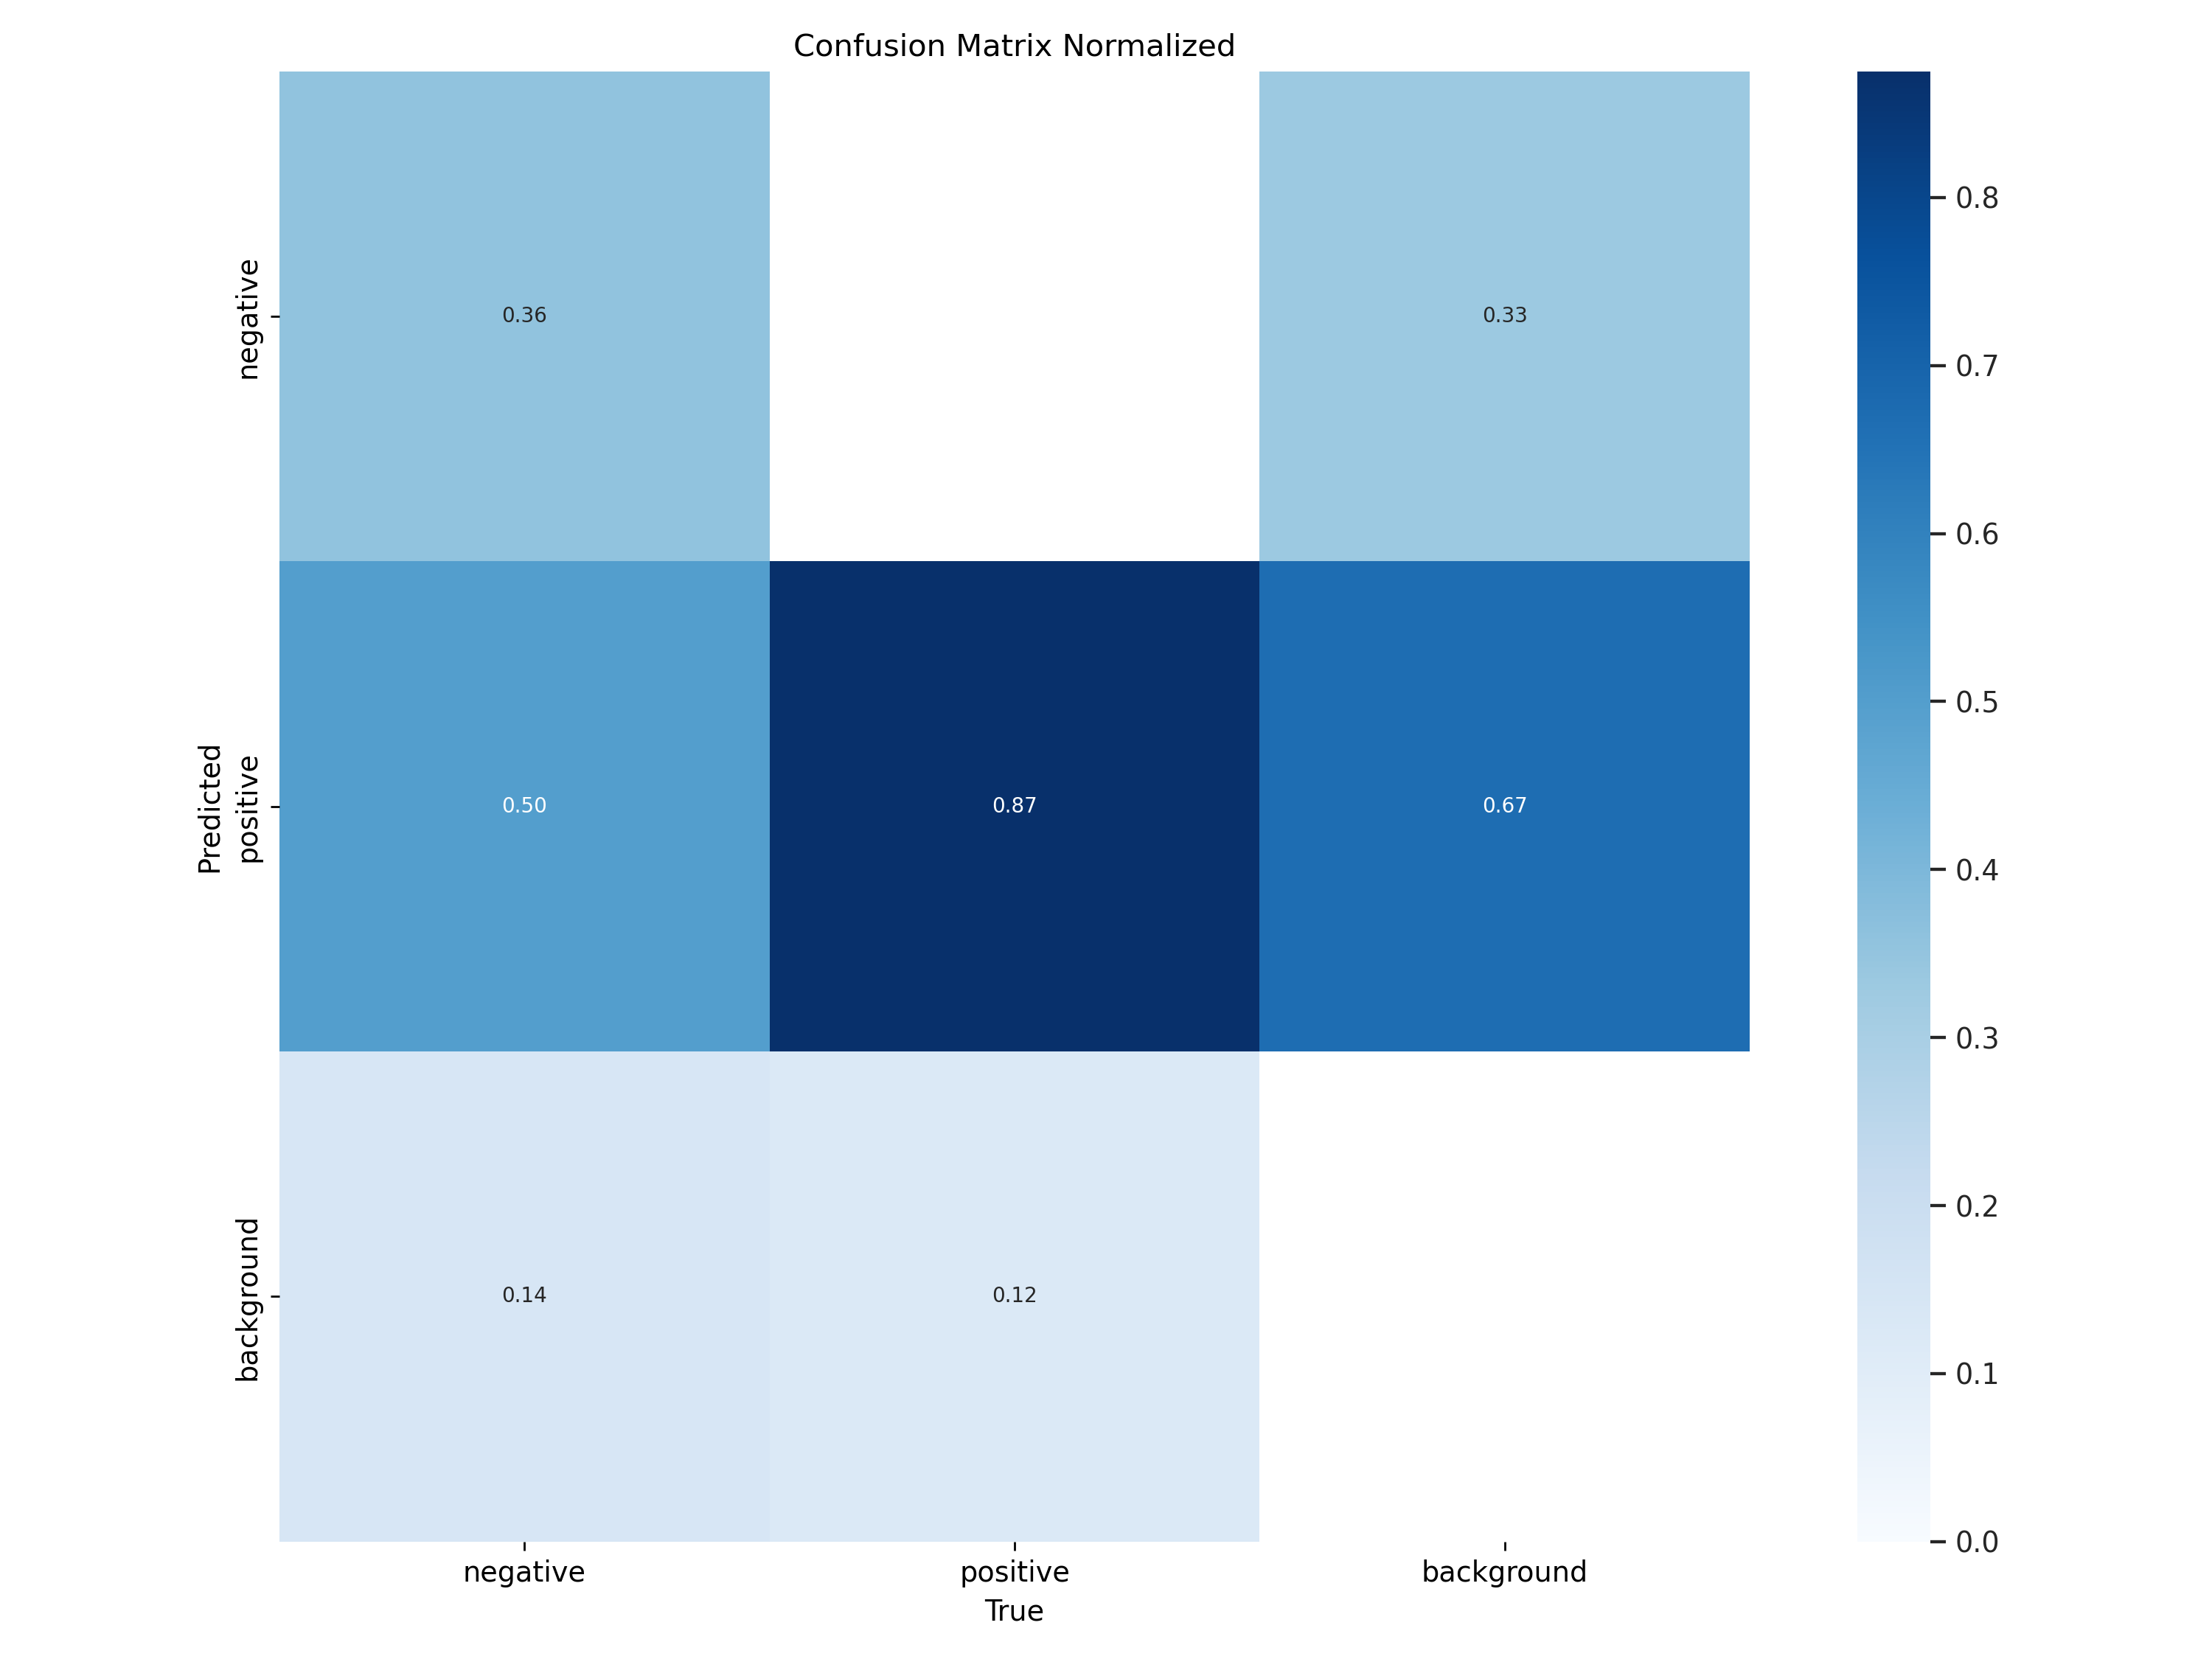 Confusion Matrix Normalized
negative
0.36
0.33
Predicted
positive
0.50
0.87
0.67
background
0.14
0.12
negative
positive
background
True
0.8
0.7
0.6
0.5
0.4
0.3
0.2
0.1
0.0